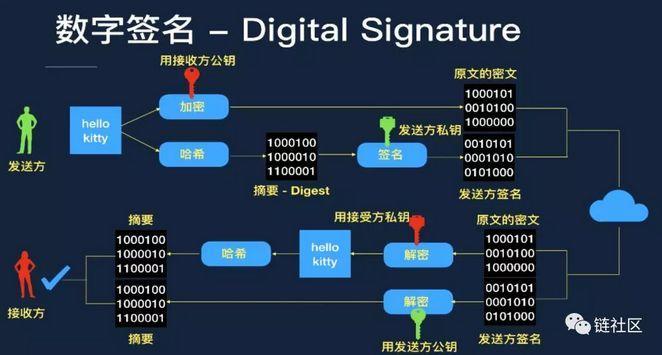 数字签名 – Digital Signature
用接收方公钥
原文的密文
加密
1000101
0010100
1000000
hello
kitty
发送方
发送方私钥
哈希
1000100
1000010
1100001
签名
0010101
0001010
0101000
摘要 - Digest
发送方签名
摘要
用接受方私钥
原文的密文
1000100
1000010
1100001
哈希
hello
kitty
解密
1000101
0010100
1000000
接收方
1000100
1000010
1100001
解密
0010101
0001010
0101000
摘要
用发送方公钥
发送方签名
链社区